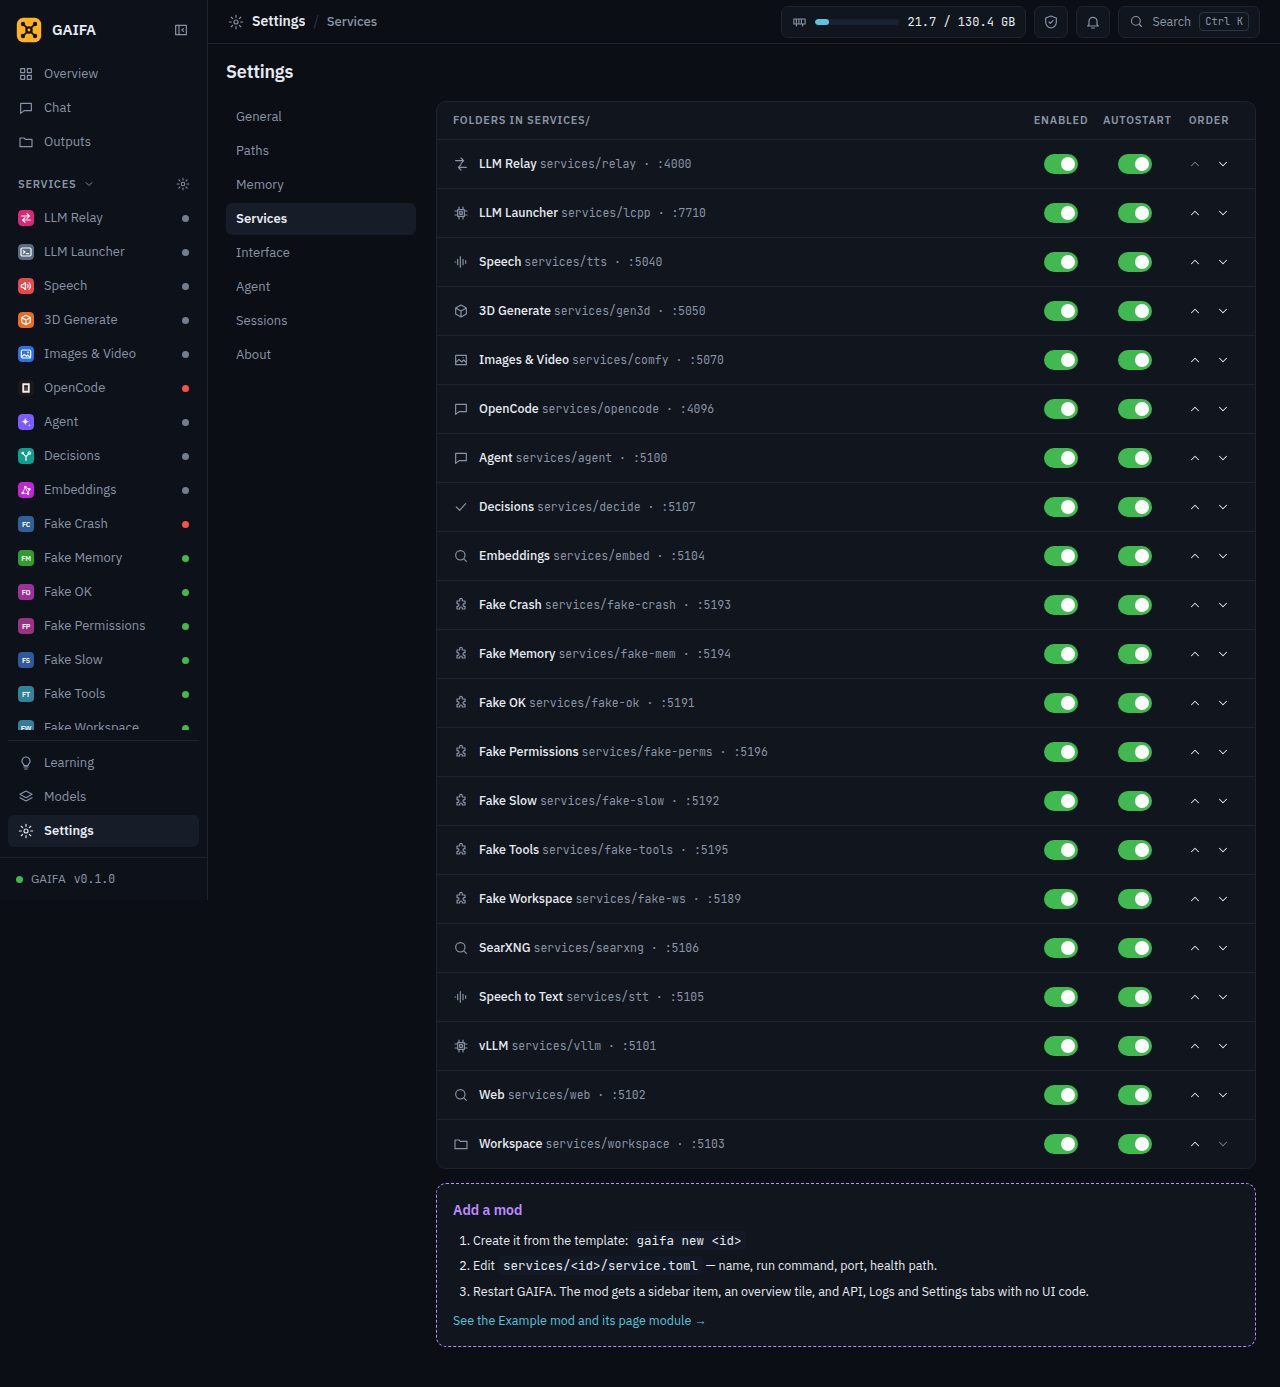 GAIFA
Overview
Chat
Outputs
SERVICES
LLM Relay
LLM Launcher
Speech
3D Generate
Images & Video
OpenCode
Agent
Decisions
Embeddings
FC Fake Crash
FM Fake Memory
FO Fake OK
FP Fake Permissions
FS Fake Slow
FT Fake Tools
FW Fake Workspace
Learning
Models
Settings
GAIFA v0.1.0
Settings / Services
21.7 / 130.4 GB
Search Ctrl K
Settings
General
Paths
Memory
Services
Interface
Agent
Sessions
About
FOLDERS IN SERVICES/ ENABLED AUTOSTART ORDER
LLM Relay services/relay · :4000
LLM Launcher services/lcpp · :7710
Speech services/tts · :5040
3D Generate services/gen3d · :5050
Images & Video services/comfy · :5070
OpenCode services/opencode · :4096
Agent services/agent · :5100
Decisions services/decide · :5107
Embeddings services/embed · :5104
Fake Crash services/fake-crash · :5193
Fake Memory services/fake-mem · :5194
Fake OK services/fake-ok · :5191
Fake Permissions services/fake-perms · :5196
Fake Slow services/fake-slow · :5192
Fake Tools services/fake-tools · :5195
Fake Workspace services/fake-ws · :5189
SearXNG services/searxng · :5106
Speech to Text services/stt · :5105
vLLM services/vllm · :5101
Web services/web · :5102
Workspace services/workspace · :5103
Add a mod
1. Create it from the template: gaifa new <id>
2. Edit services/<id>/service.toml — name, run command, port, health path.
3. Restart GAIFA. The mod gets a sidebar item, an overview tile, and API, Logs and Settings tabs with no UI code.
See the Example mod and its page module →